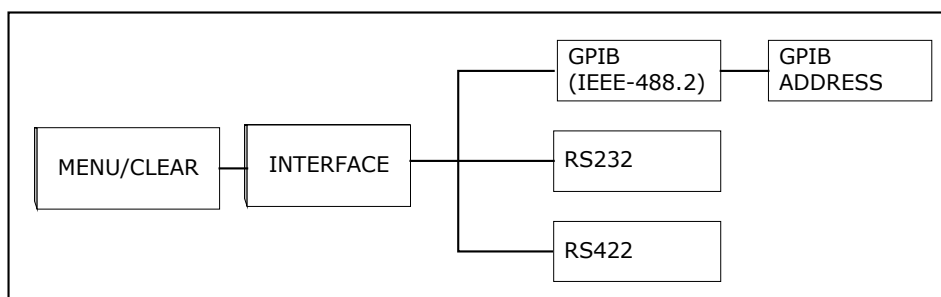 MENU/CLEAR
INTERFACE
GPIB
(IEEE-488.2)
GPIB
ADDRESS
RS232
RS422